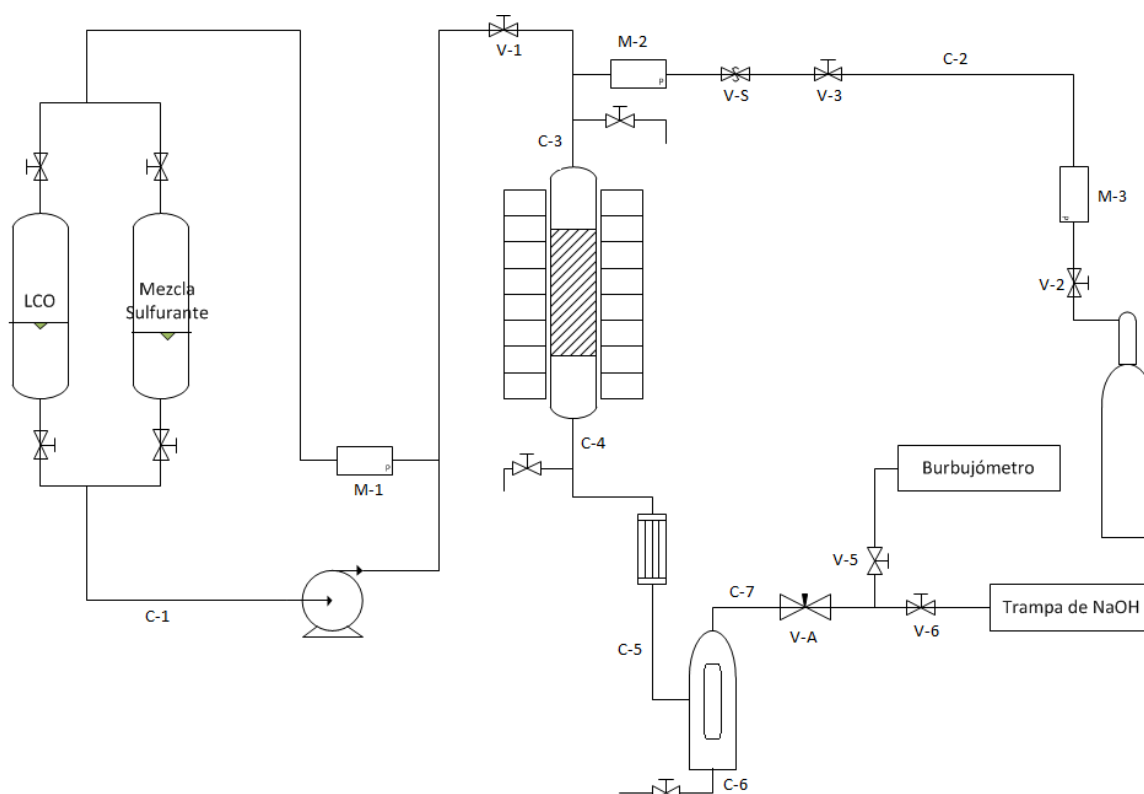 V-1
M-2
P
V-S
V-3
C-2
C-3
M-3
P
LCO
Mezcla
Sulfurante
V-2
C-4
P
M-1
Burbujómetro
V-5
C-7
Trampa de NaOH
C-1
V-A
V-6
C-5
C-6